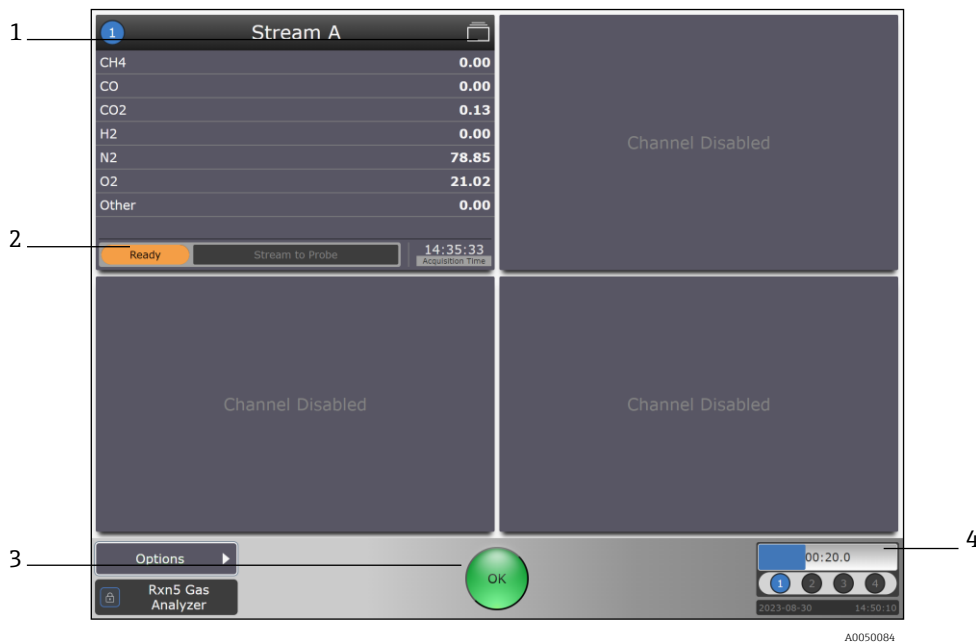 1
1 Stream A
CH4 0.00
CO 0.00
CO2 0.13
H2 0.00
N2 78.85
O2 21.02
Other 0.00
2
Ready Stream to Probe 14:35:33
Acquisition Time
Channel Disabled
Channel Disabled
Channel Disabled
3
Options
Rxn5 Gas
Analyzer
OK
4
00:20.0
1 2 3 4
2023-08-30 14:50:10
A0050084